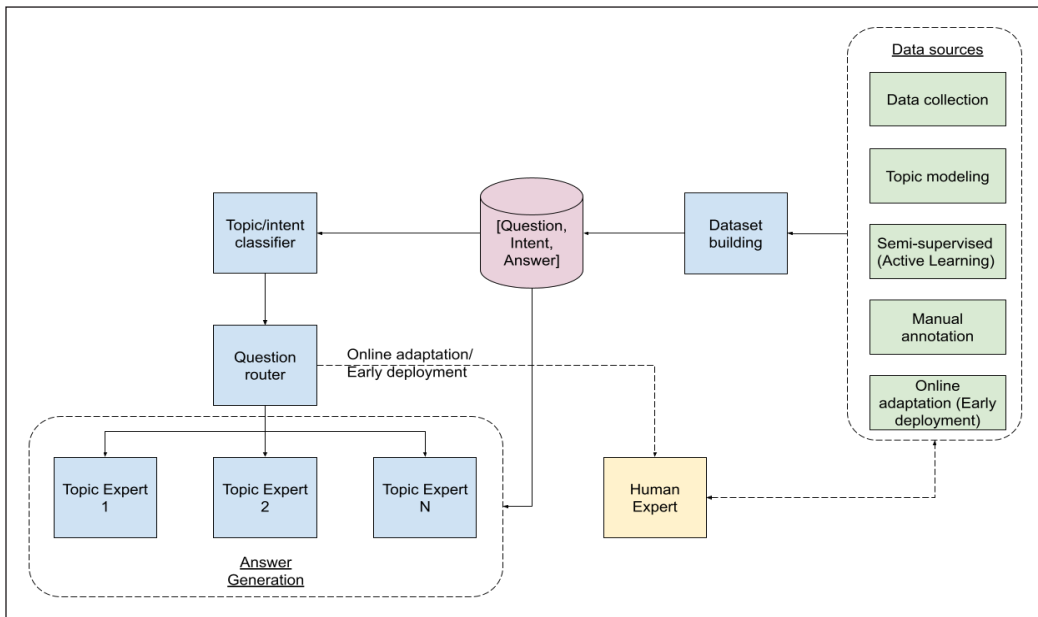 Data sources
Data collection
Topic modeling
Semi-supervised
(Active Learning)
Manual
annotation
Online
adaptation (Early
deployment)
Dataset
building
[Question,
Intent,
Answer]
Topic/intent
classifier
Question
router
Online adaptation/
Early deployment
Topic Expert
1
Topic Expert
2
Topic Expert
N
Answer
Generation
Human
Expert